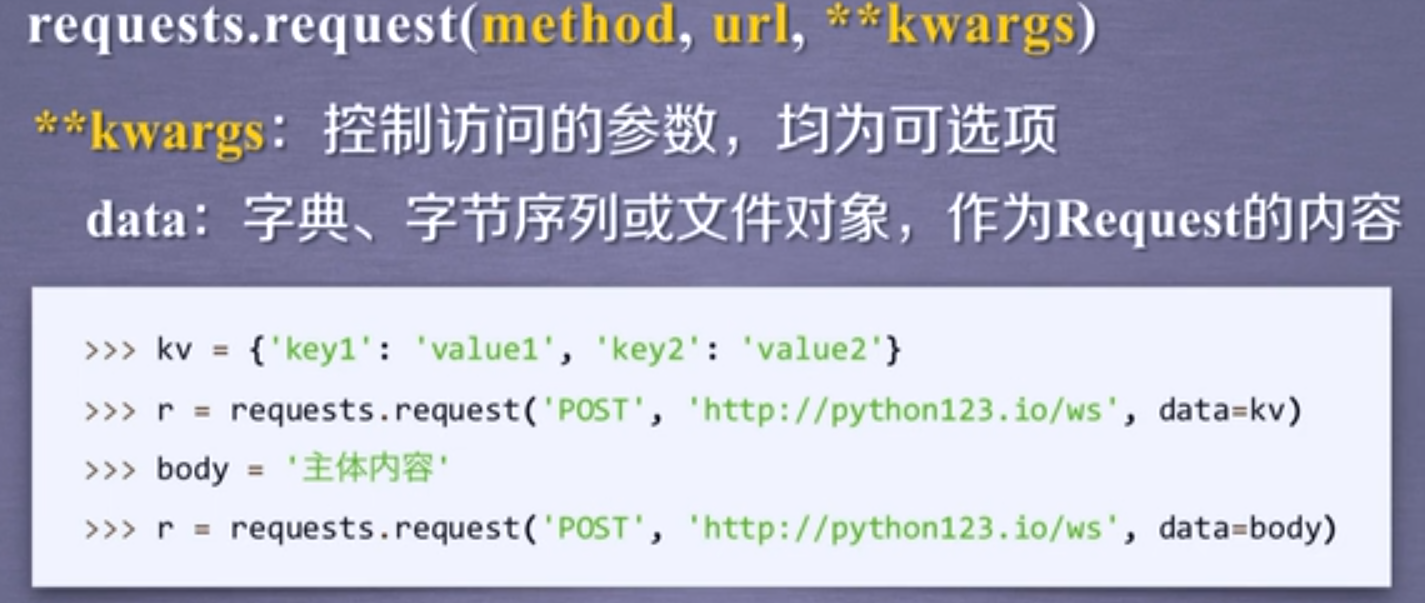 requests.request(method, url, **kwargs)
**kwargs：控制访问的参数，均为可选项
data：字典、字节序列或文件对象，作为Request的内容
>>> kv = {'key1': 'value1', 'key2': 'value2'}
>>> r = requests.request('POST', 'http://python123.io/ws', data=kv)
>>> body = '主体内容'
>>> r = requests.request('POST', 'http://python123.io/ws', data=body)